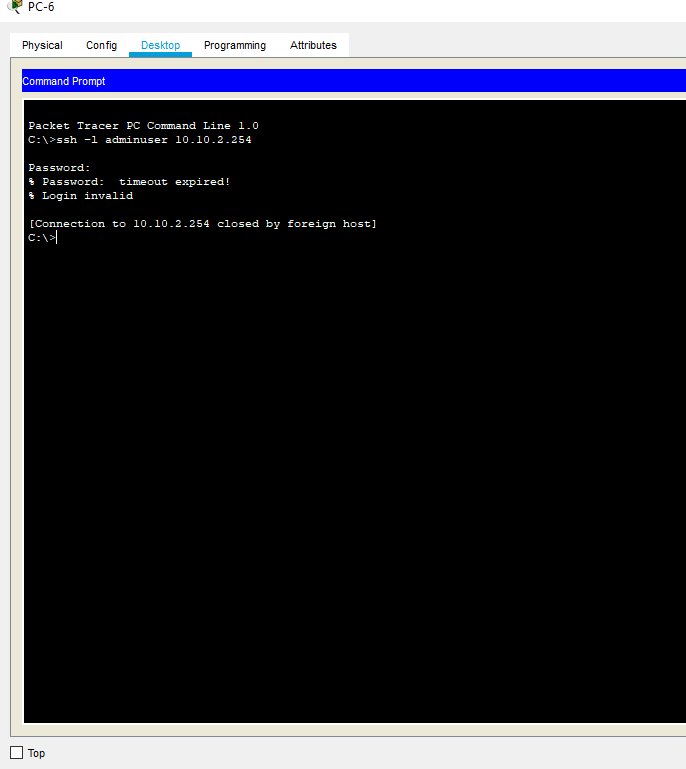 PC-6
Physical Config Desktop Programming Attributes
Command Prompt
Packet Tracer PC Command Line 1.0
C:\>ssh -l adminuser 10.10.2.254
Password:
% Password:  timeout expired!
% Login invalid
[Connection to 10.10.2.254 closed by foreign host]
C:\>
Top